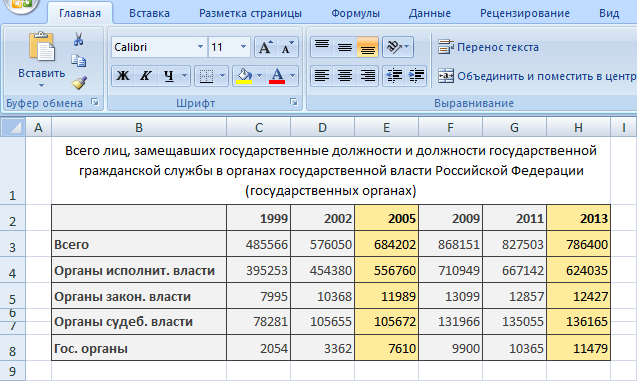 Главная Вставка Разметка страницы Формулы Данные Рецензирование Вид
Вставить
Calibri 11 А А
Ж К Ч А
Перенос текста
Объединить и поместить в центр
Буфер обмена Шрифт Выравнивание
A B C D E F G H I
1 Всего лиц, замещавших государственные должности и должности государственной
гражданской службы в органах государственной власти Российской Федерации
(государственных органах)
2 1999 2002 2005 2009 2011 2013
3 Всего 485566 576050 684202 868151 827503 786400
4 Органы исполнит. власти 395253 454380 556760 710949 667142 624035
5 Органы закон. власти 7995 10368 11989 13099 12857 12427
6
7 Органы судеб. власти 78281 105655 105672 131966 135055 136165
8 Гос. органы 2054 3362 7610 9900 10365 11479
9